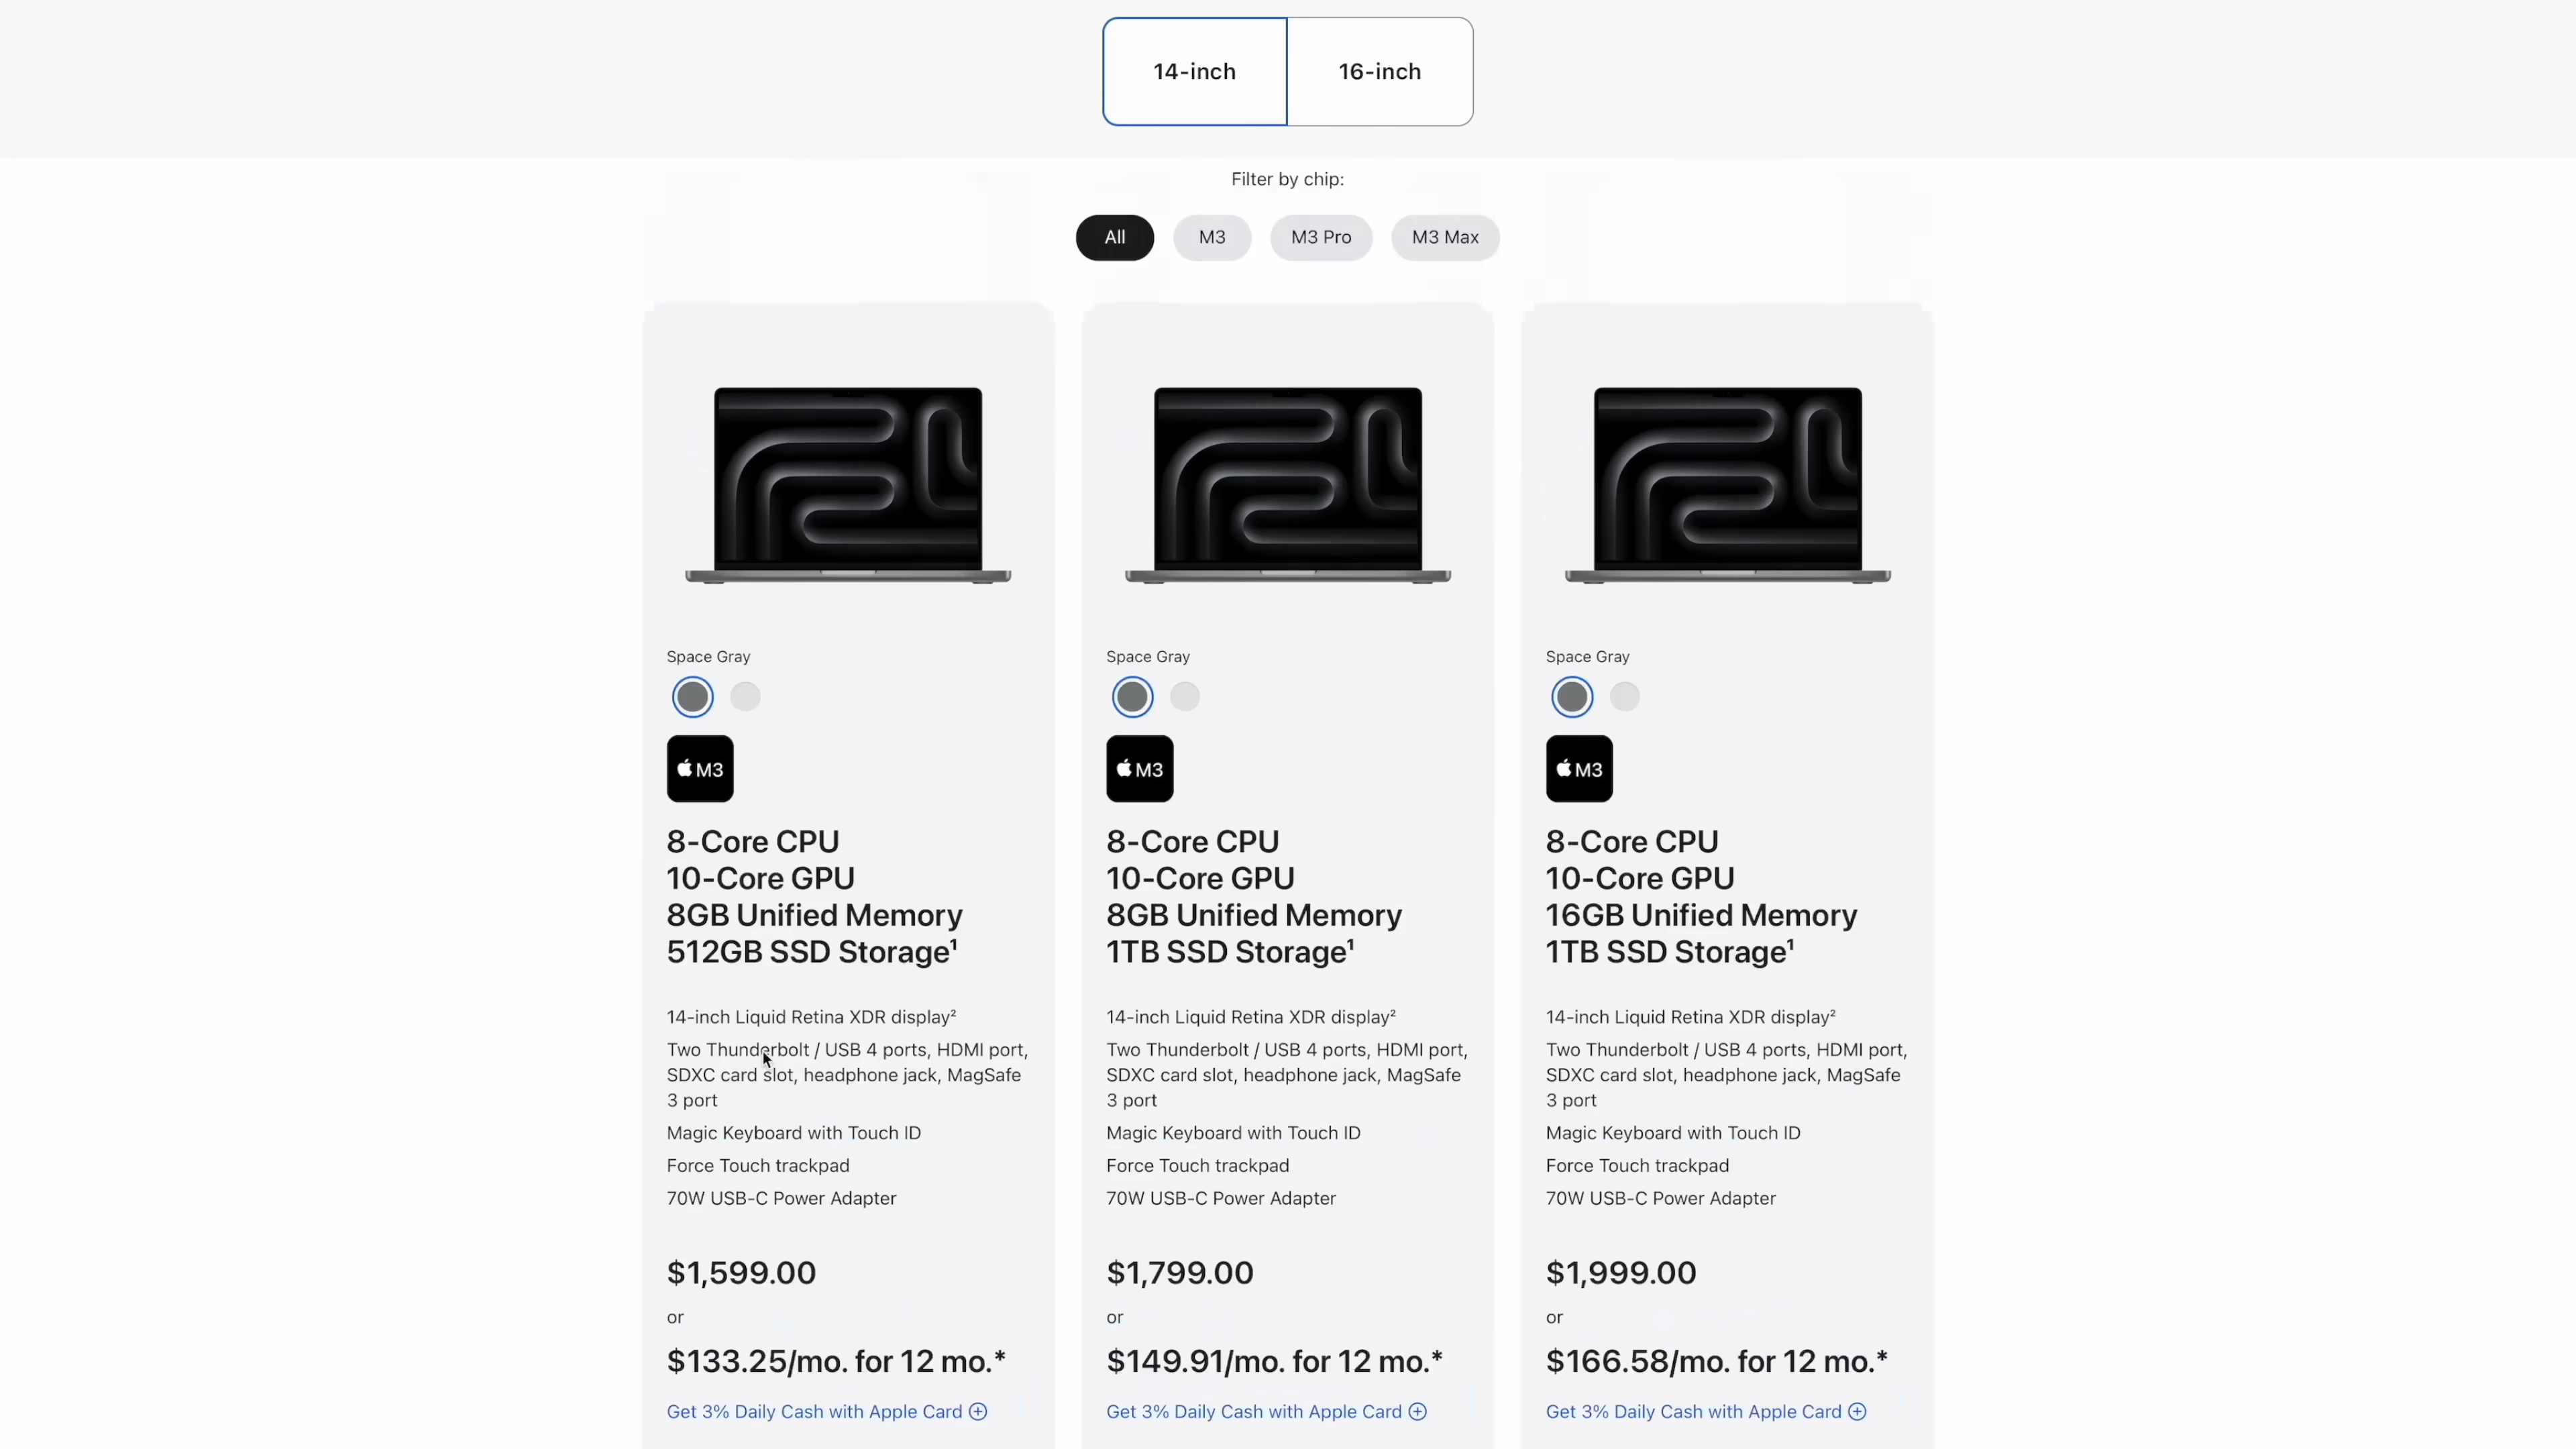 14-inch
16-inch
Filter by chip:
All
M3
M3 Pro
M3 Max
Space Gray
M3
8-Core CPU
10-Core GPU
8GB Unified Memory
512GB SSD Storage¹
14-inch Liquid Retina XDR display²
Two Thunderbolt / USB 4 ports, HDMI port,
SDXC card slot, headphone jack, MagSafe
3 port
Magic Keyboard with Touch ID
Force Touch trackpad
70W USB-C Power Adapter
$1,599.00
or
$133.25/mo. for 12 mo.*
Get 3% Daily Cash with Apple Card
Space Gray
M3
8-Core CPU
10-Core GPU
8GB Unified Memory
1TB SSD Storage¹
14-inch Liquid Retina XDR display²
Two Thunderbolt / USB 4 ports, HDMI port,
SDXC card slot, headphone jack, MagSafe
3 port
Magic Keyboard with Touch ID
Force Touch trackpad
70W USB-C Power Adapter
$1,799.00
or
$149.91/mo. for 12 mo.*
Get 3% Daily Cash with Apple Card
Space Gray
M3
8-Core CPU
10-Core GPU
16GB Unified Memory
1TB SSD Storage¹
14-inch Liquid Retina XDR display²
Two Thunderbolt / USB 4 ports, HDMI port,
SDXC card slot, headphone jack, MagSafe
3 port
Magic Keyboard with Touch ID
Force Touch trackpad
70W USB-C Power Adapter
$1,999.00
or
$166.58/mo. for 12 mo.*
Get 3% Daily Cash with Apple Card